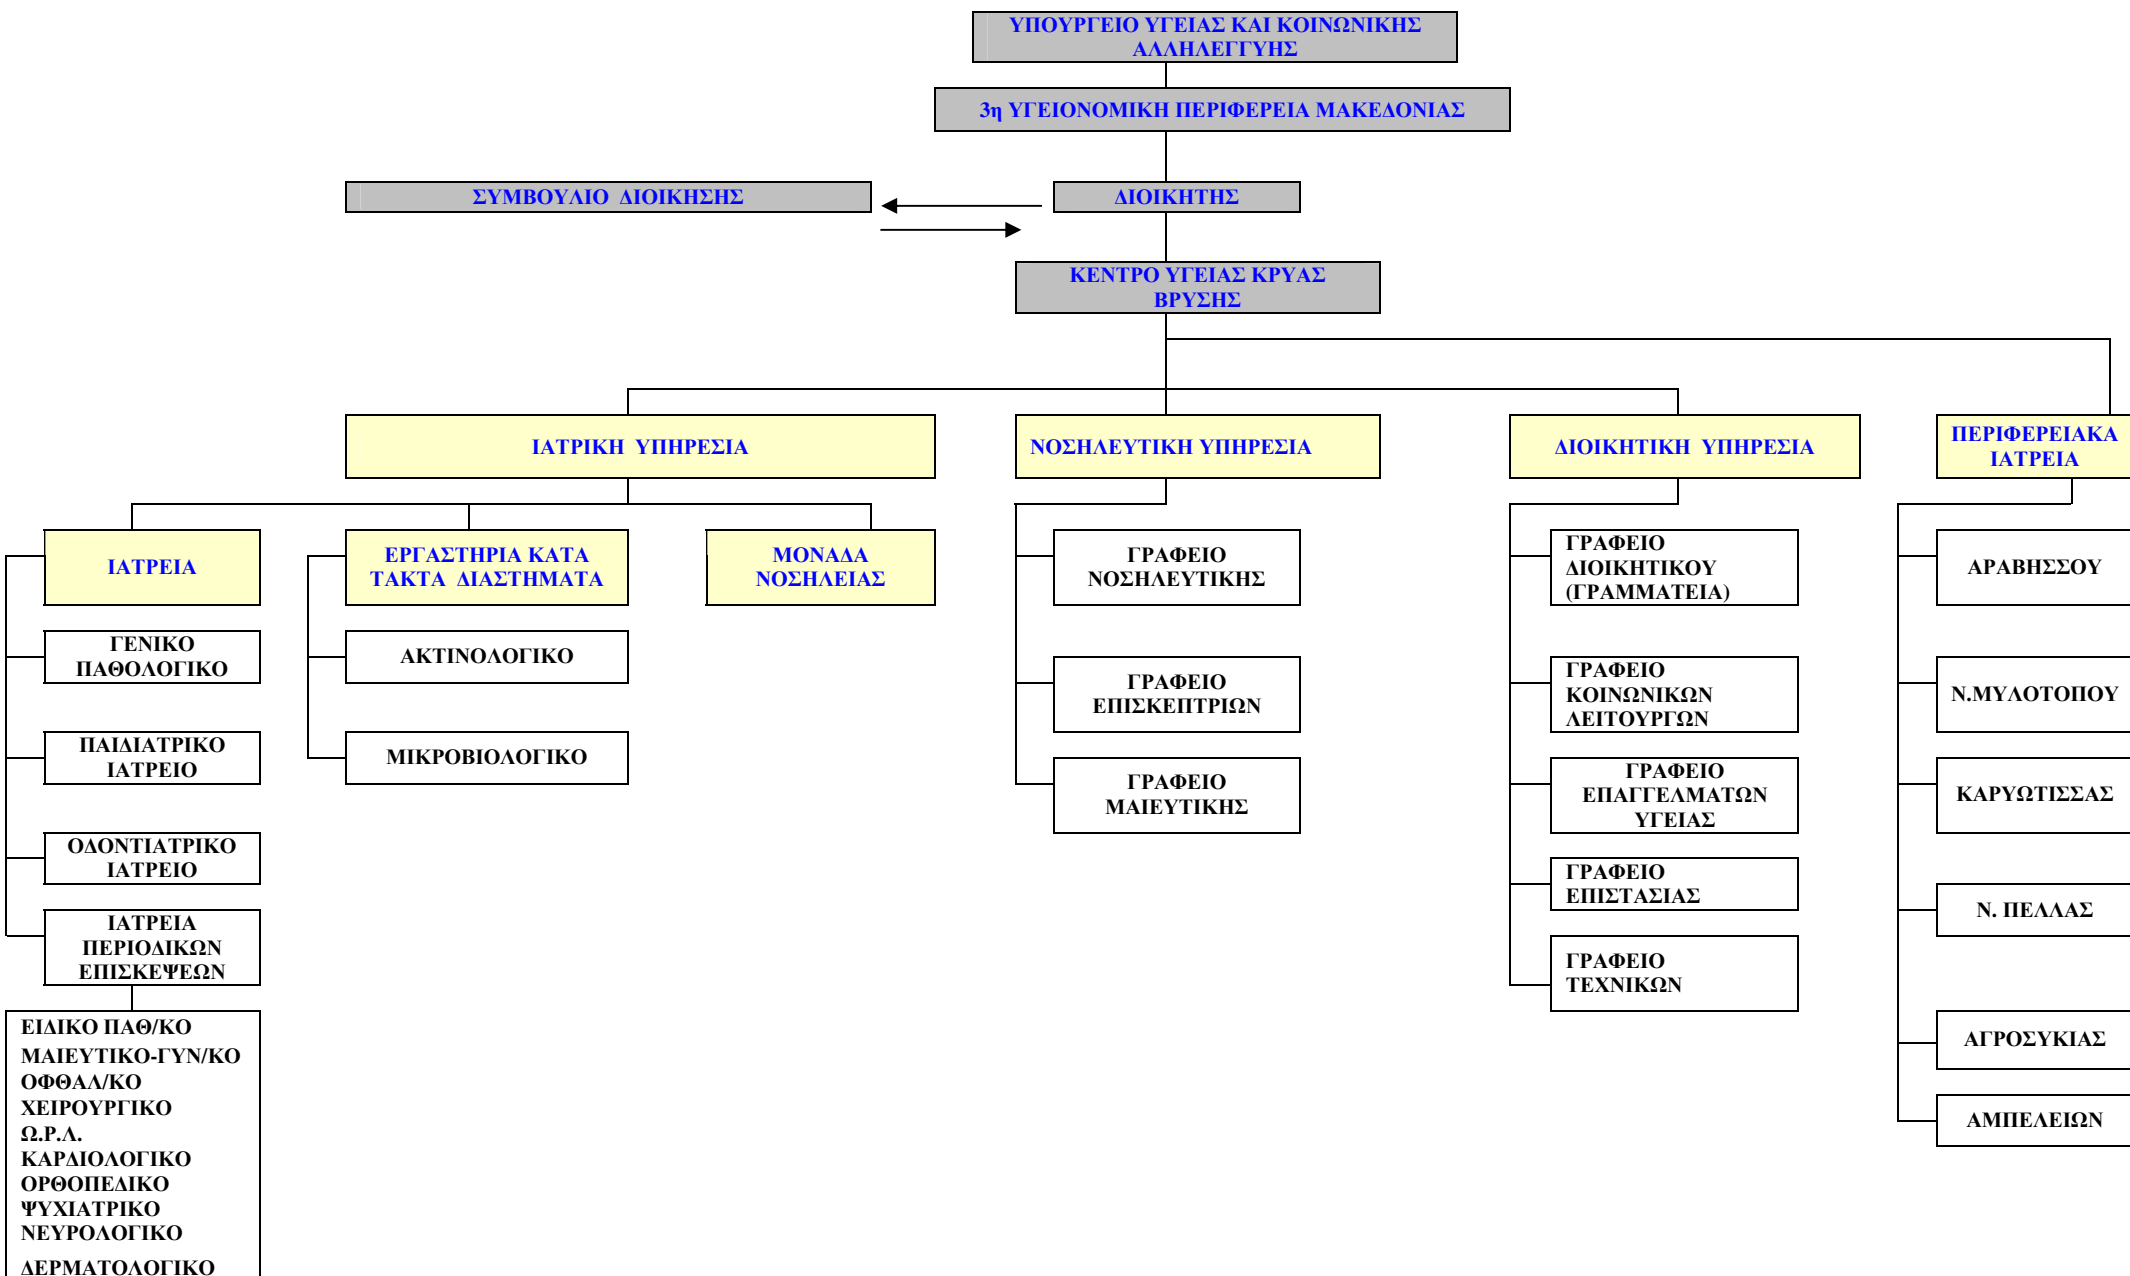 ΥΠΟΥΡΓΕΙΟ ΥΓΕΙΑΣ ΚΑΙ ΚΟΙΝΩΝΙΚΗΣ
ΑΛΛΗΛΕΓΓΥΗΣ
3η ΥΓΕΙΟΝΟΜΙΚΗ ΠΕΡΙΦΕΡΕΙΑ ΜΑΚΕΔΟΝΙΑΣ
ΣΥΜΒΟΥΛΙΟ ΔΙΟΙΚΗΣΗΣ
ΔΙΟΙΚΗΤΗΣ
ΚΕΝΤΡΟ ΥΓΕΙΑΣ ΚΡΥΑΣ
ΒΡΥΣΗΣ
ΙΑΤΡΙΚΗ ΥΠΗΡΕΣΙΑ
ΝΟΣΗΛΕΥΤΙΚΗ ΥΠΗΡΕΣΙΑ
ΔΙΟΙΚΗΤΙΚΗ ΥΠΗΡΕΣΙΑ
ΠΕΡΙΦΕΡΕΙΑΚΑ
ΙΑΤΡΕΙΑ
ΙΑΤΡΕΙΑ
ΕΡΓΑΣΤΗΡΙΑ ΚΑΤΑ
ΤΑΚΤΑ ΔΙΑΣΤΗΜΑΤΑ
ΜΟΝΑΔΑ
ΝΟΣΗΛΕΙΑΣ
ΓΕΝΙΚΟ
ΠΑΘΟΛΟΓΙΚΟ
ΠΑΙΔΙΑΤΡΙΚΟ
ΙΑΤΡΕΙΟ
ΟΔΟΝΤΙΑΤΡΙΚΟ
ΙΑΤΡΕΙΟ
ΙΑΤΡΕΙΑ
ΠΕΡΙΟΔΙΚΩΝ
ΕΠΙΣΚΕΨΕΩΝ
ΕΙΔΙΚΟ ΠΑΘ/ΚΟ
ΜΑΙΕΥΤΙΚΟ-ΓΥΝ/ΚΟ
ΟΦΘΑΛ/ΚΟ
ΧΕΙΡΟΥΡΓΙΚΟ
Ω.Ρ.Λ.
ΚΑΡΔΙΟΛΟΓΙΚΟ
ΟΡΘΟΠΕΔΙΚΟ
ΨΥΧΙΑΤΡΙΚΟ
ΝΕΥΡΟΛΟΓΙΚΟ
ΔΕΡΜΑΤΟΛΟΓΙΚΟ
ΑΚΤΙΝΟΛΟΓΙΚΟ
ΜΙΚΡΟΒΙΟΛΟΓΙΚΟ
ΓΡΑΦΕΙΟ
ΝΟΣΗΛΕΥΤΙΚΗΣ
ΓΡΑΦΕΙΟ
ΕΠΙΣΚΕΠΤΡΙΩΝ
ΓΡΑΦΕΙΟ
ΜΑΙΕΥΤΙΚΗΣ
ΓΡΑΦΕΙΟ
ΔΙΟΙΚΗΤΙΚΟΥ
(ΓΡΑΜΜΑΤΕΙΑ)
ΓΡΑΦΕΙΟ
ΚΟΙΝΩΝΙΚΩΝ
ΛΕΙΤΟΥΡΓΩΝ
ΓΡΑΦΕΙΟ
ΕΠΑΓΓΕΛΜΑΤΩΝ
ΥΓΕΙΑΣ
ΓΡΑΦΕΙΟ
ΕΠΙΣΤΑΣΙΑΣ
ΓΡΑΦΕΙΟ
ΤΕΧΝΙΚΩΝ
ΑΡΑΒΗΣΣΟΥ
Ν.ΜΥΛΟΤΟΠΟΥ
ΚΑΡΥΩΤΙΣΣΑΣ
Ν. ΠΕΛΛΑΣ
ΑΓΡΟΣΥΚΙΑΣ
ΑΜΠΕΛΕΙΩΝ